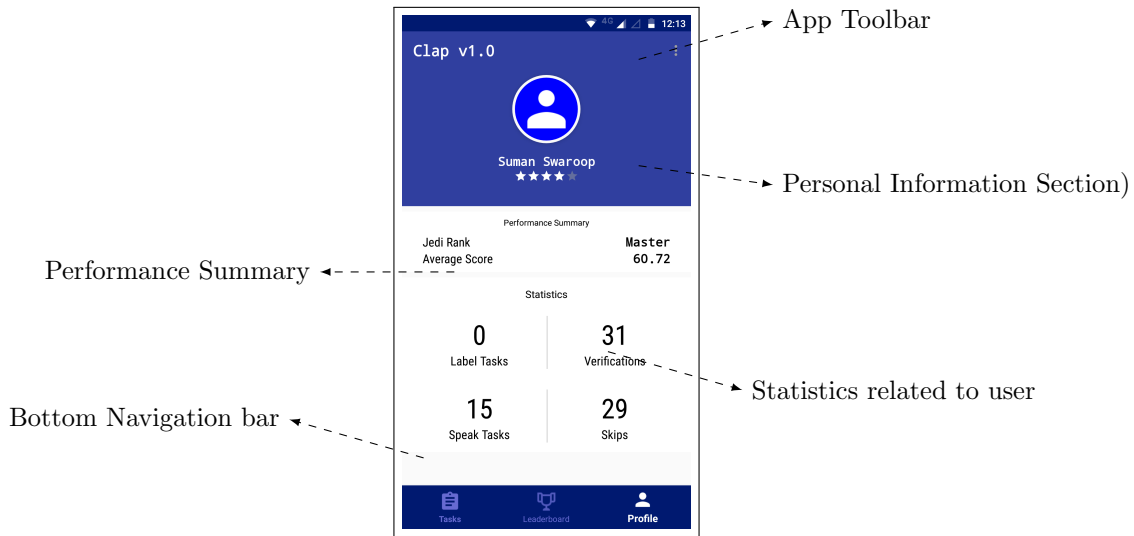 App Toolbar
4G 12:13
Clap v1.0
Suman Swaroop
Personal Information Section)
Performance Summary
Jedi Rank Master
Average Score 60.72
Performance Summary
Statistics
0 31
Label Tasks Verifications
Statistics related to user
15 29
Speak Tasks Skips
Bottom Navigation bar
Tasks Leaderboard Profile